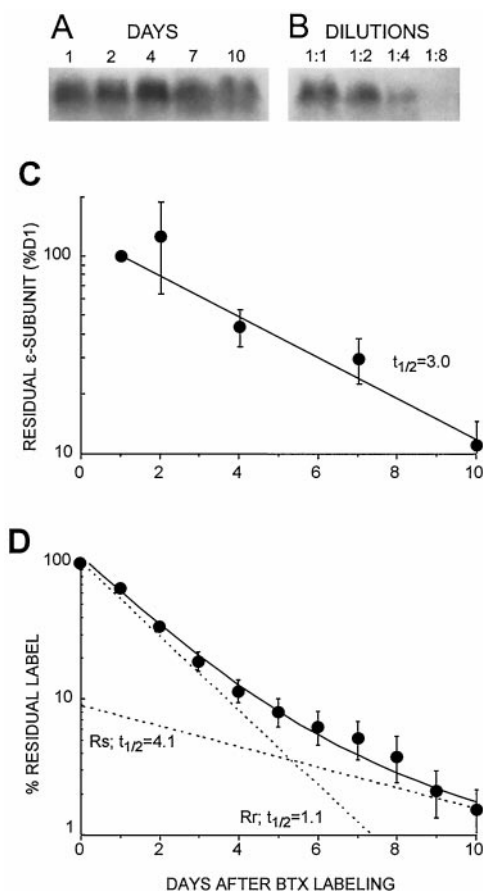 A DAYS B DILUTIONS
1 2 4 7 10 1:1 1:2 1:4 1:8
C
RESIDUAL ε-SUBUNIT (%D1)
100
10
t1/2=3.0
0 2 4 6 8 10
D
% RESIDUAL LABEL
100
10
1
Rs; t1/2=4.1
Rr; t1/2=1.1
0 2 4 6 8 10
DAYS AFTER BTX LABELING